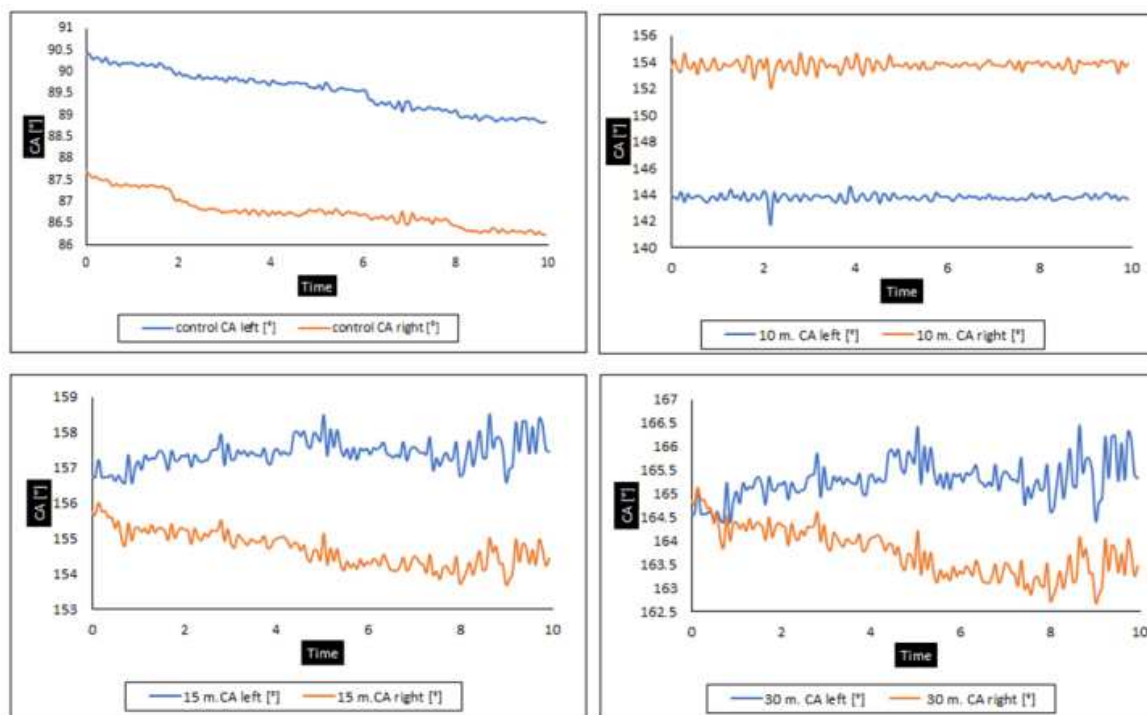 91
90.5
90
89.5
89
88.5
88
87.5
87
86.5
86
CA [°]
0 2 4 6 8 10
Time
control CA left [°] control CA right [°]
156
154
152
150
148
146
144
142
140
CA [°]
0 2 4 6 8 10
Time
10 m. CA left [°] 10 m. CA right [°]
159
158
157
156
155
154
153
CA [°]
0 2 4 6 8 10
Time
15 m.CA left [°] 15 m.CA right [°]
167
166.5
166
165.5
165
164.5
164
163.5
163
162.5
CA [°]
0 2 4 6 8 10
Time
30 m. CA left [°] 30 m. CA right [°]